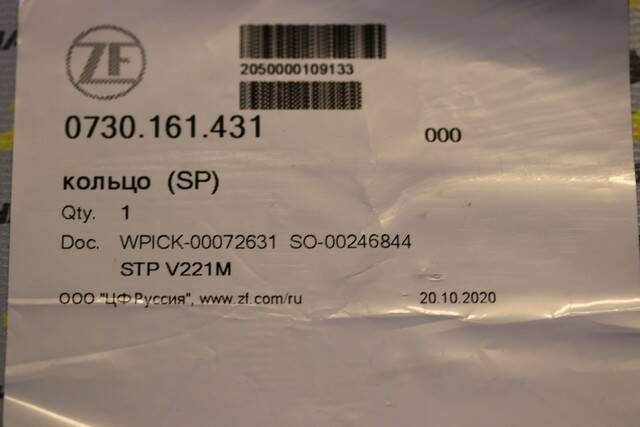 ZF
2050000109133
0730.161.431 000
кольцо (SP)
Qty. 1
Doc. WPICK-00072631 SO-00246844
STP V221M
ООО "ЦФ Руссия", www.zf.com/ru 20.10.2020